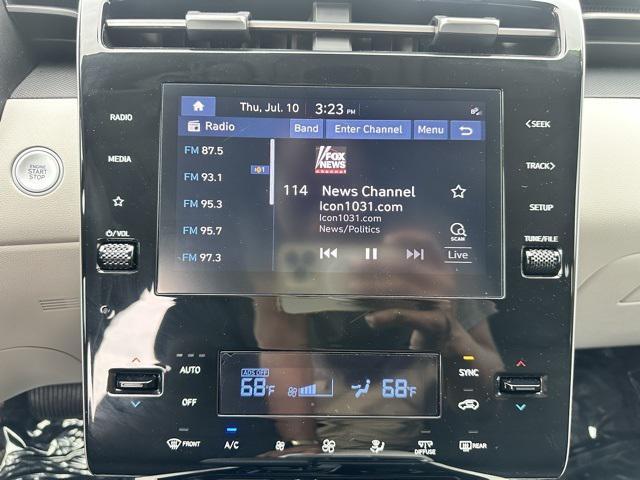 Thu, Jul. 10 3:23 PM
Radio Band Enter Channel Menu
FM 87.5
FM 93.1
FM 95.3
FM 95.7
FM 97.3
FOX
NEWS
channel
114 News Channel
Icon1031.com
Icon1031.com
News/Politics
SCAN
Live
RADIO
MEDIA
/VOL
ENGINE
START
STOP
<SEEK
TRACK>
SETUP
TUNE/FILE
AUTO
OFF
ADS OFF
68°F
68°F
SYNC
FRONT
A/C
DIFFUSE
REAR